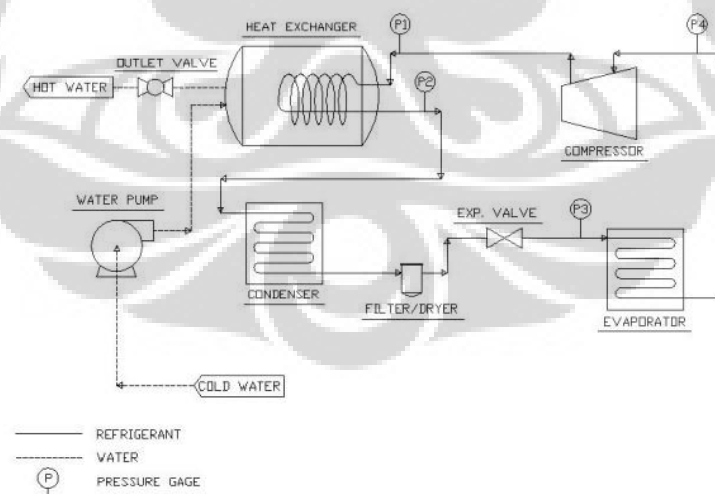 HEAT EXCHANGER
P1
P4
OUTLET VALVE
HOT WATER
P2
COMPRESSOR
WATER PUMP
EXP. VALVE
P3
CONDENSER
FILTER/DRYER
EVAPORATOR
COLD WATER
REFRIGERANT
WATER
P
PRESSURE GAGE